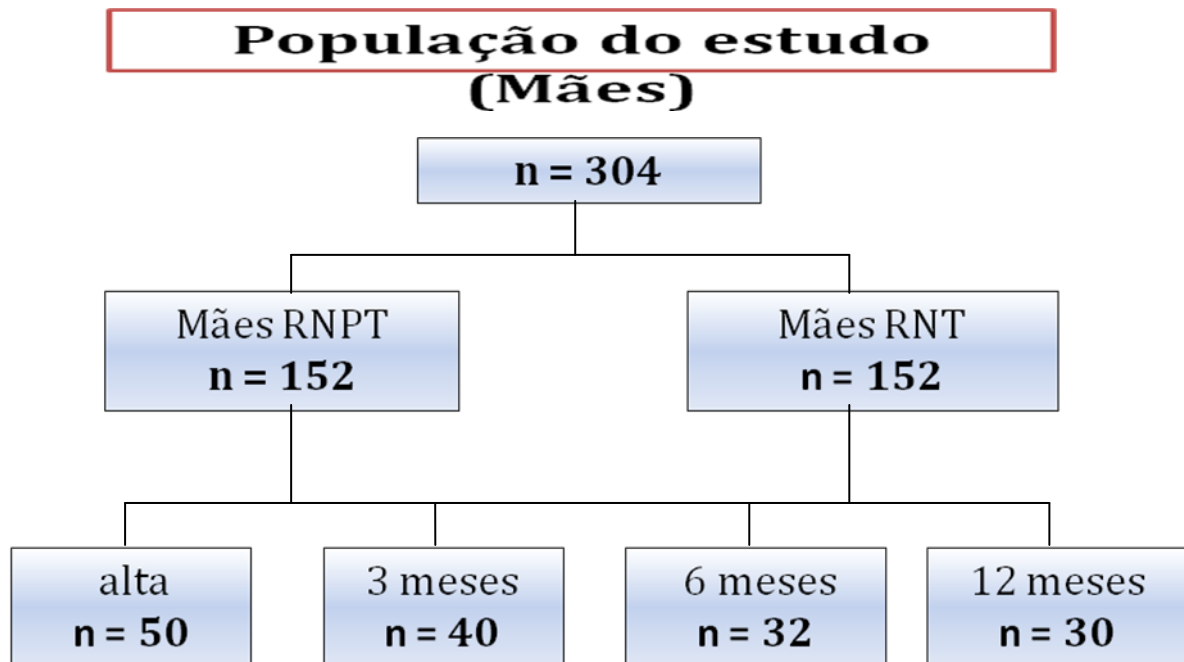 População do estudo
(Mães)
n = 304
Mães RNPT
n = 152
Mães RNT
n = 152
alta
n = 50
3 meses
n = 40
6 meses
n = 32
12 meses
n = 30